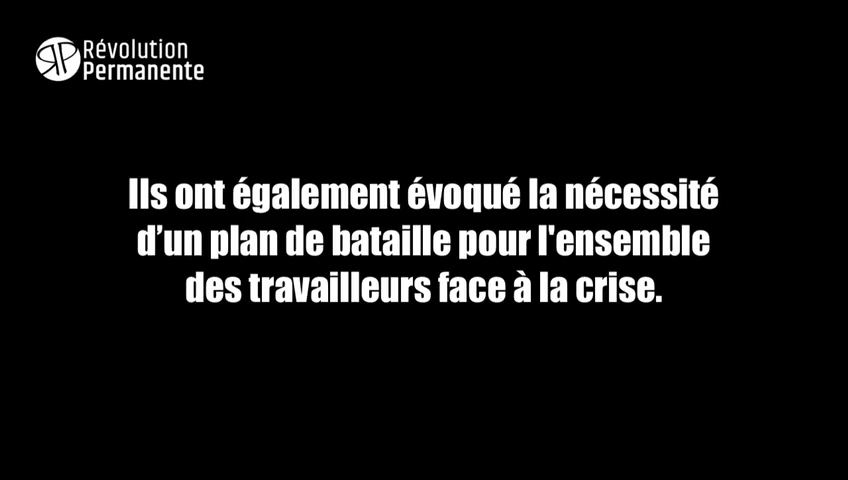 Révolution
Permanente
Ils ont également évoqué la nécessité
d’un plan de bataille pour l'ensemble
des travailleurs face à la crise.